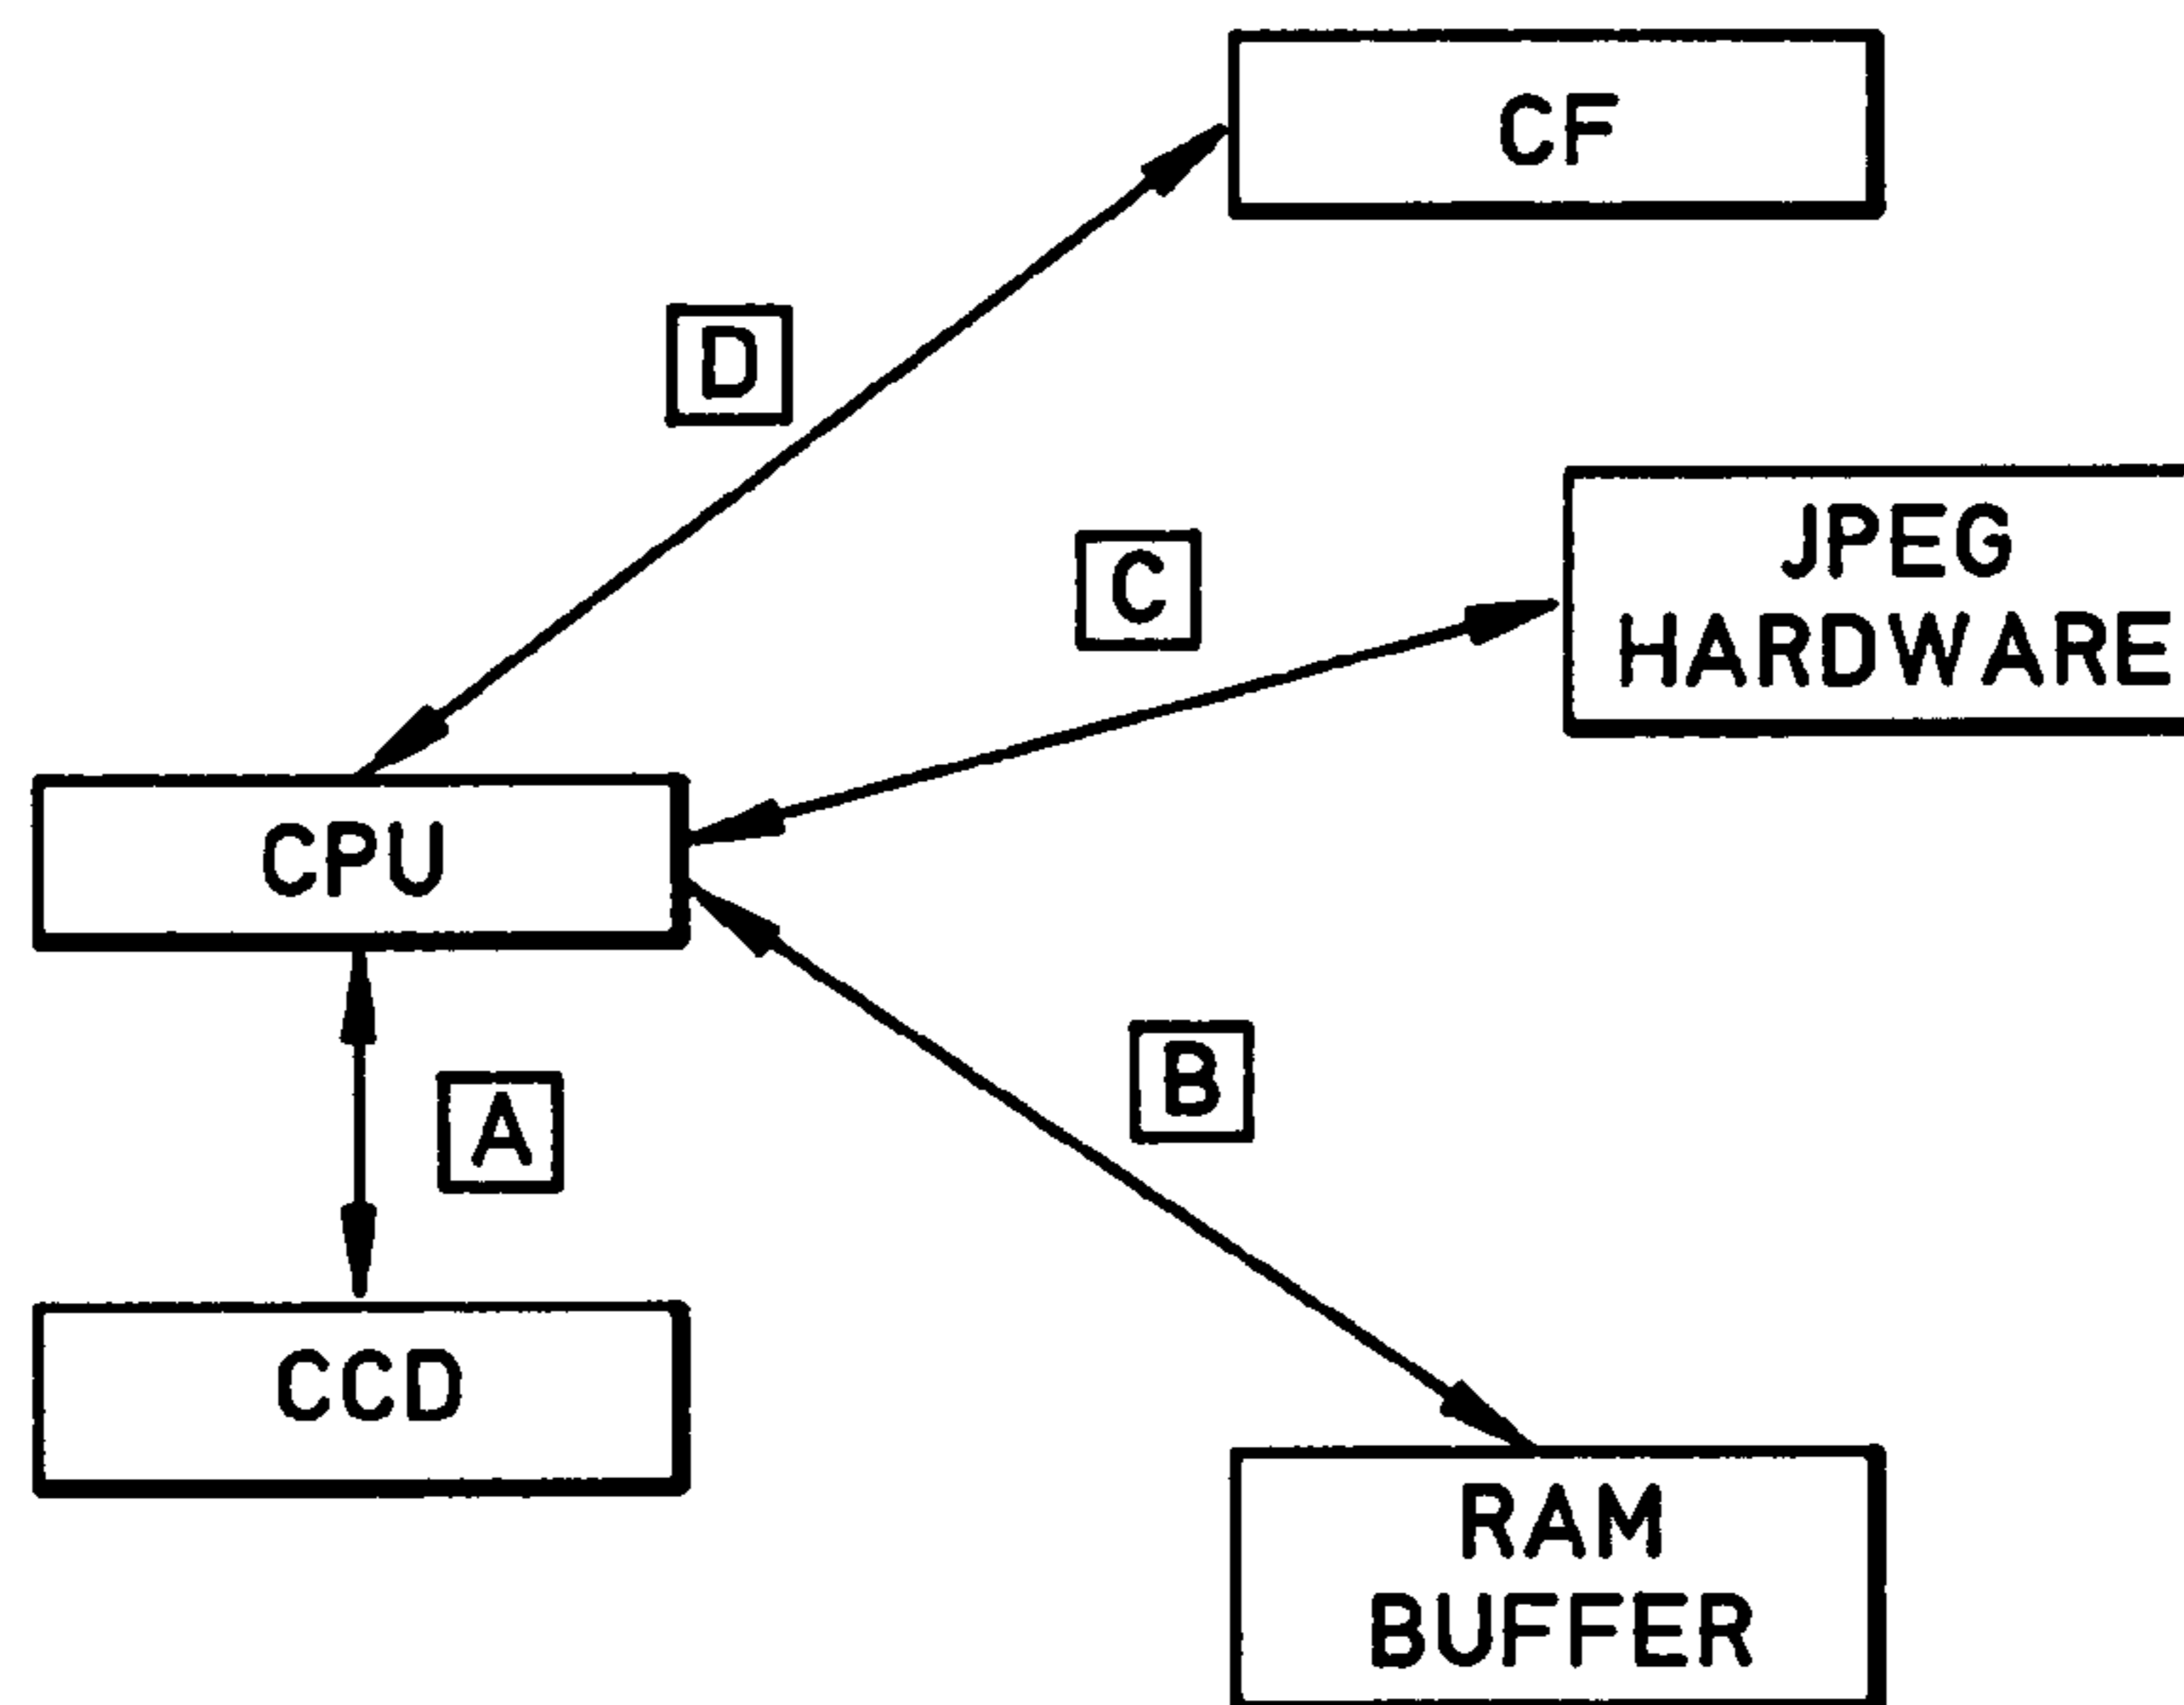 CF
D
C
JPEG
HARDWARE
CPU
B
A
CCD
RAM
BUFFER